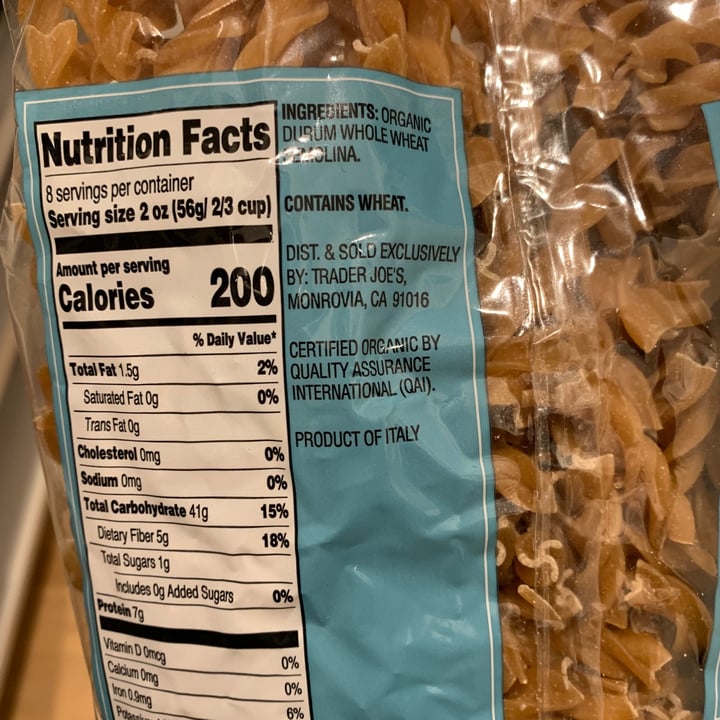 Nutrition Facts
8 servings per container
Serving size 2 oz (56g/ 2/3 cup)
Amount per serving
Calories 200
% Daily Value*
Total Fat 1.5g 2%
Saturated Fat 0g 0%
Trans Fat 0g
Cholesterol 0mg 0%
Sodium 0mg 0%
Total Carbohydrate 41g 15%
Dietary Fiber 5g 18%
Total Sugars 1g
Includes 0g Added Sugars 0%
Protein 7g
Vitamin D 0mcg 0%
Calcium 0mg 0%
Iron 0.9mg 6%
INGREDIENTS: ORGANIC
DURUM WHOLE WHEAT
SEMOLINA.
CONTAINS WHEAT.
DIST. & SOLD EXCLUSIVELY
BY: TRADER JOE'S,
MONROVIA, CA 91016
CERTIFIED ORGANIC BY
QUALITY ASSURANCE
INTERNATIONAL (QAI).
PRODUCT OF ITALY